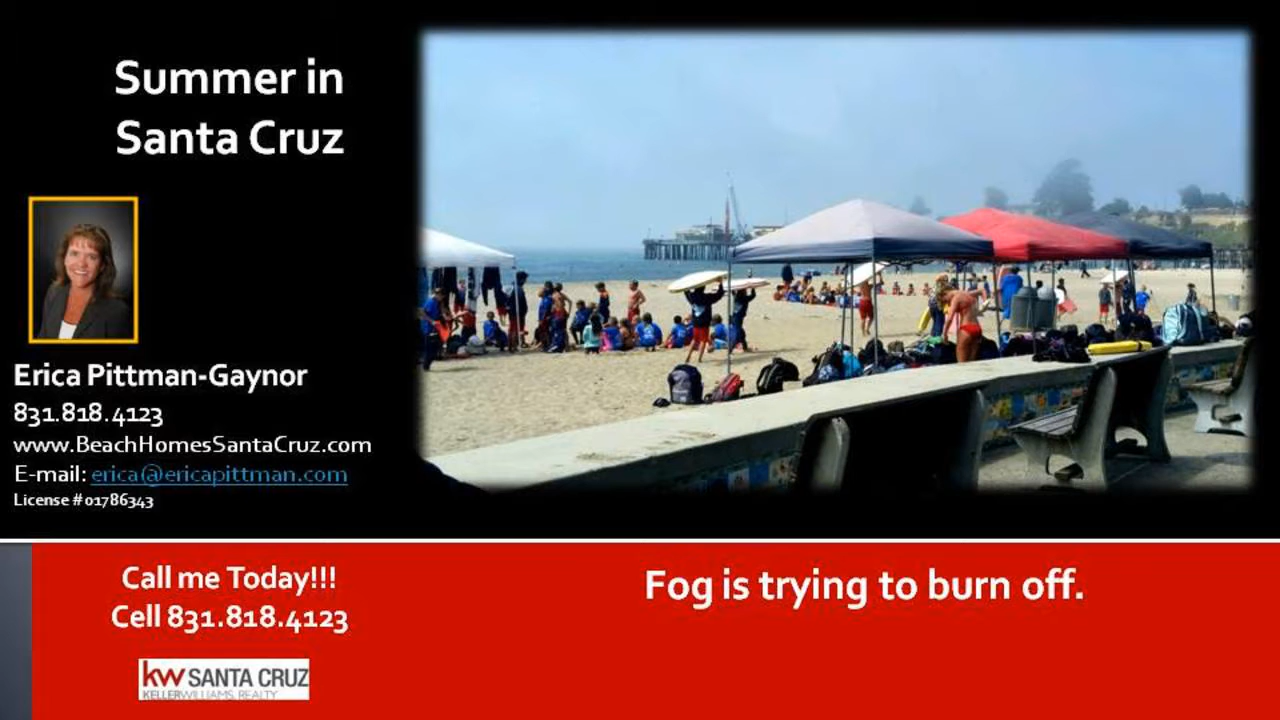 Summer in
Santa Cruz
Erica Pittman-Gaynor
831.818.4123
www.BeachHomesSantaCruz.com
E-mail: erica@ericapittman.com
License #01786343
Call me Today!!!
Cell 831.818.4123
kw SANTA CRUZ
KELLERWILLIAMS. REALTY
Fog is trying to burn off.